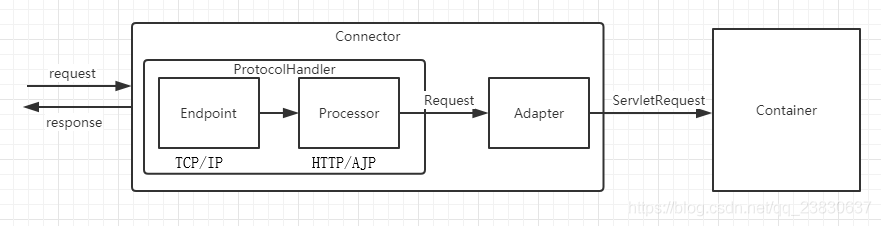 Connector
request
response
ProtocolHandler
Endpoint
Processor
TCP/IP
HTTP/AJP
Request
Adapter
ServletRequest
Container
https://blog.csdn.net/qq_23830637